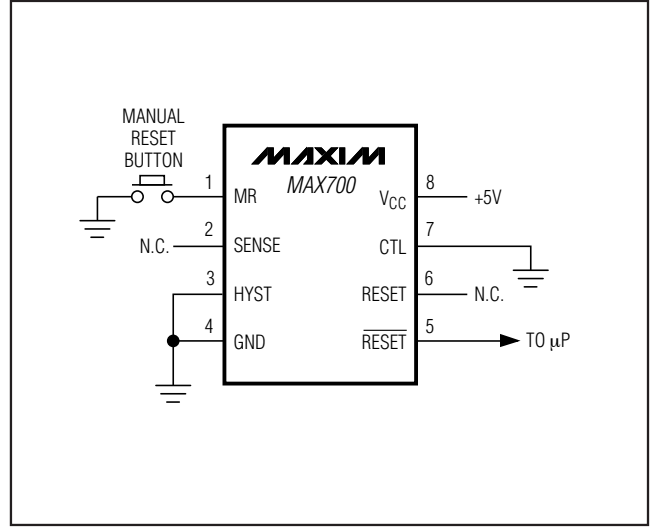 MANUAL
RESET
BUTTON
MAXIM
MAX700
1
MR
2
N.C.
SENSE
3
HYST
4
GND
8
VCC
+5V
7
CTL
6
RESET
N.C.
5
RESET
TO µP